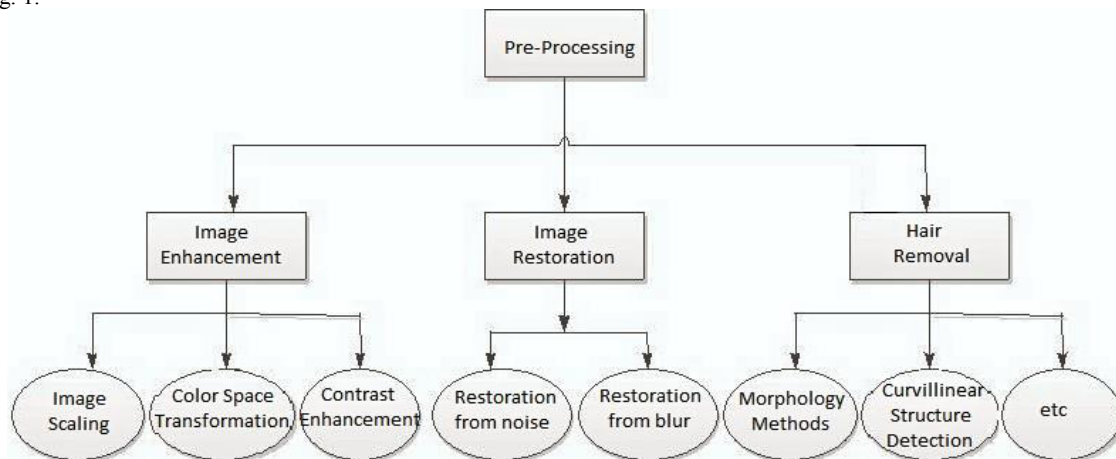 g. 1.
Pre-Processing
Image
Enhancement
Image
Restoration
Hair
Removal
Image
Scaling
Color Space
Transformation
Contrast
Enhancement
Restoration
from noise
Restoration
from blur
Morphology
Methods
Curvillinear-
Structure
Detection
etc